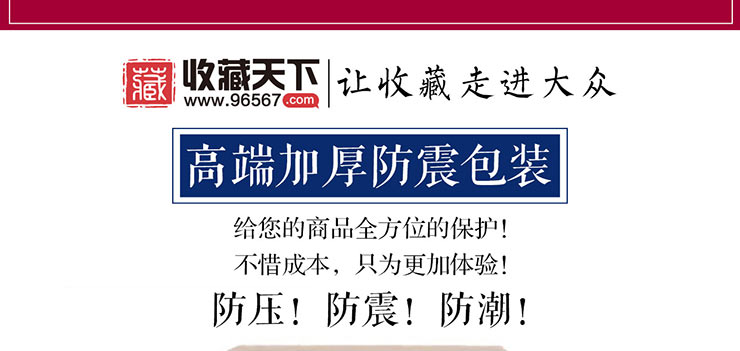 藏 收藏天下 www.96567.com 让收藏走进大众
高端加厚防震包装
给您的商品全方位的保护！
不惜成本，只为更加体验！
防压！防震！防潮！